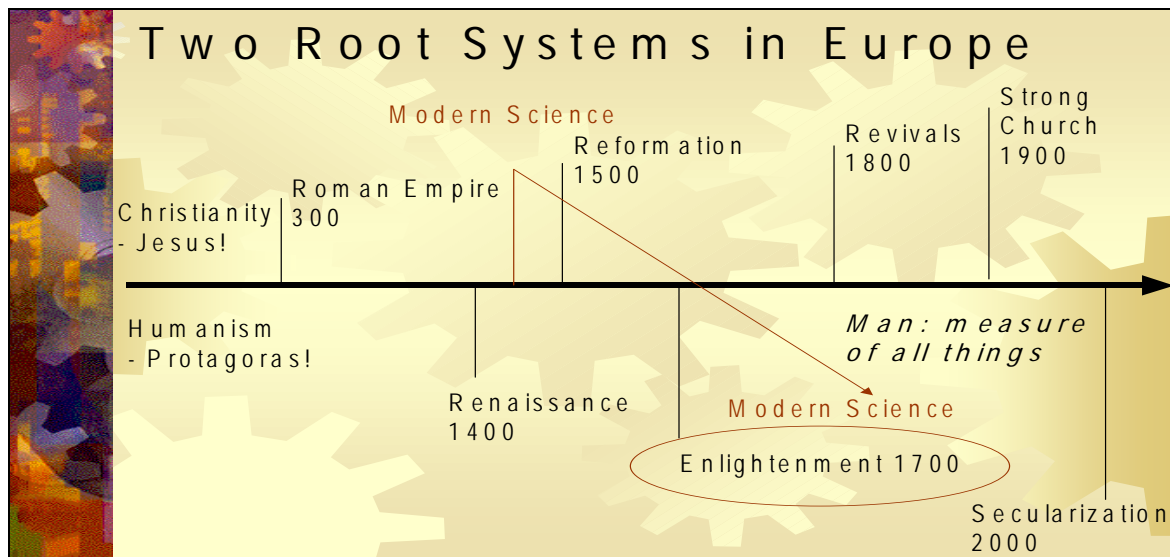 Two Root Systems in Europe
Modern Science
Strong
Church
1900
Revivals
1800
Reformation
1500
Roman Empire
300
Christianity
- Jesus!
Humanism
- Protagoras!
Man: measure
of all things
Renaissance
1400
Modern Science
Enlightenment 1700
Secularization
2000